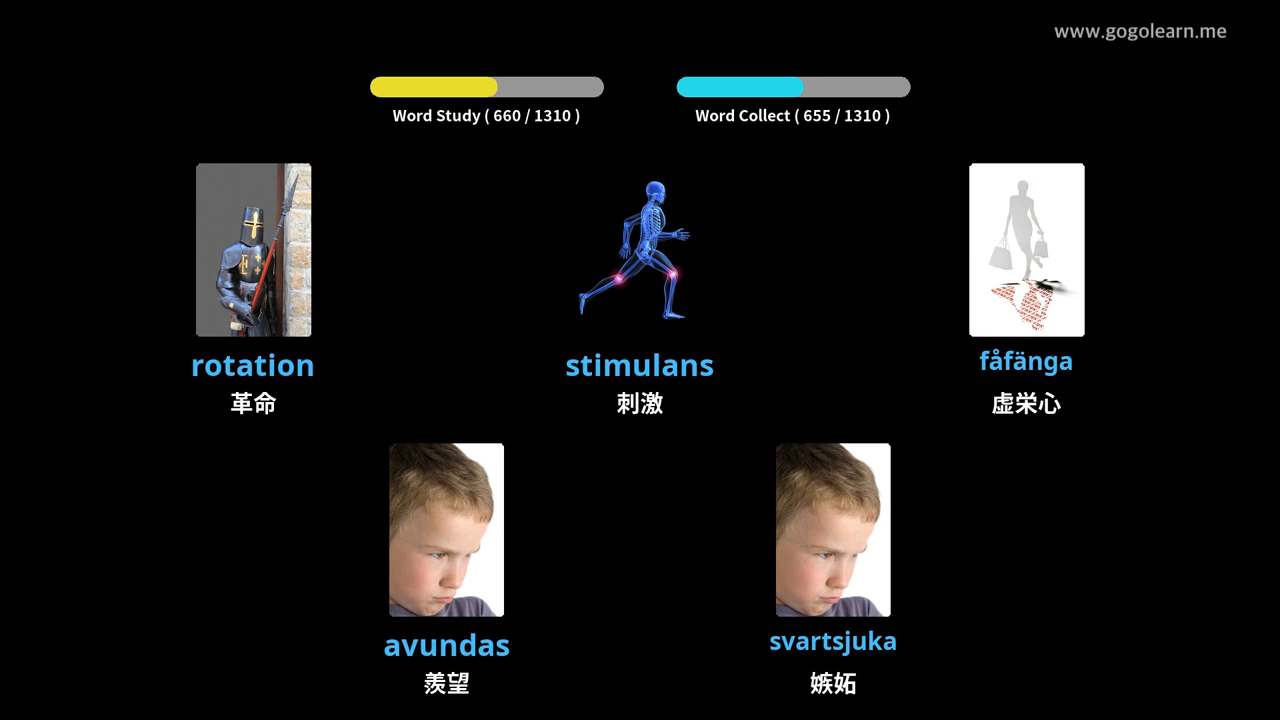 www.gogolearn.me
Word Study ( 660 / 1310 )
Word Collect ( 655 / 1310 )
rotation
革命
stimulans
刺激
fåfänga
虚栄心
avundas
羨望
svartsjuka
嫉妬